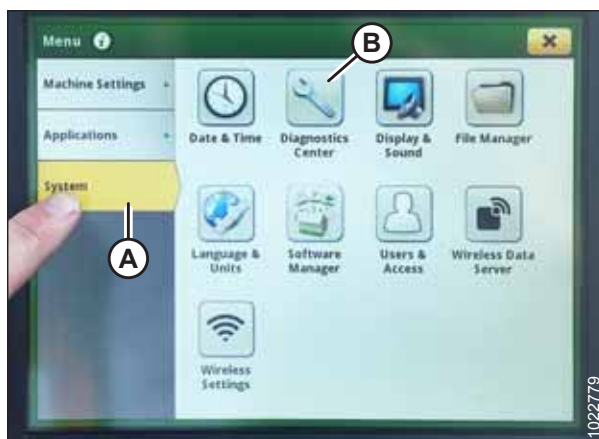 Menu i
B
Machine Settings
Applications
System
A
Date & Time
Diagnostics
Center
Display &
Sound
File Manager
Language &
Units
Software
Manager
Users &
Access
Wireless Data
Server
Wireless
Settings
1022779